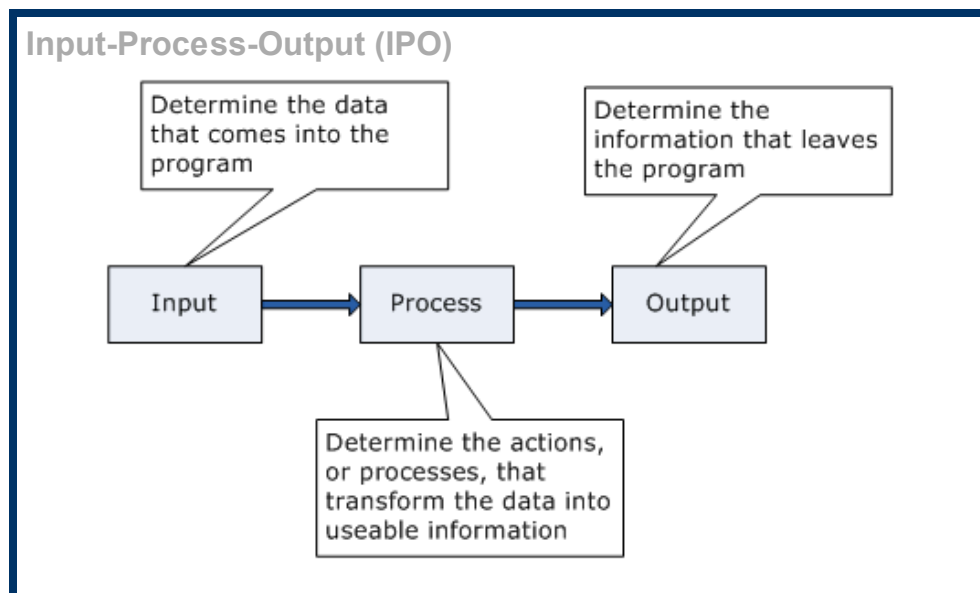 Input-Process-Output (IPO)
Determine the data
that comes into the
program
Determine the
information that leaves
the program
Input
Process
Output
Determine the actions,
or processes, that
transform the data into
useable information